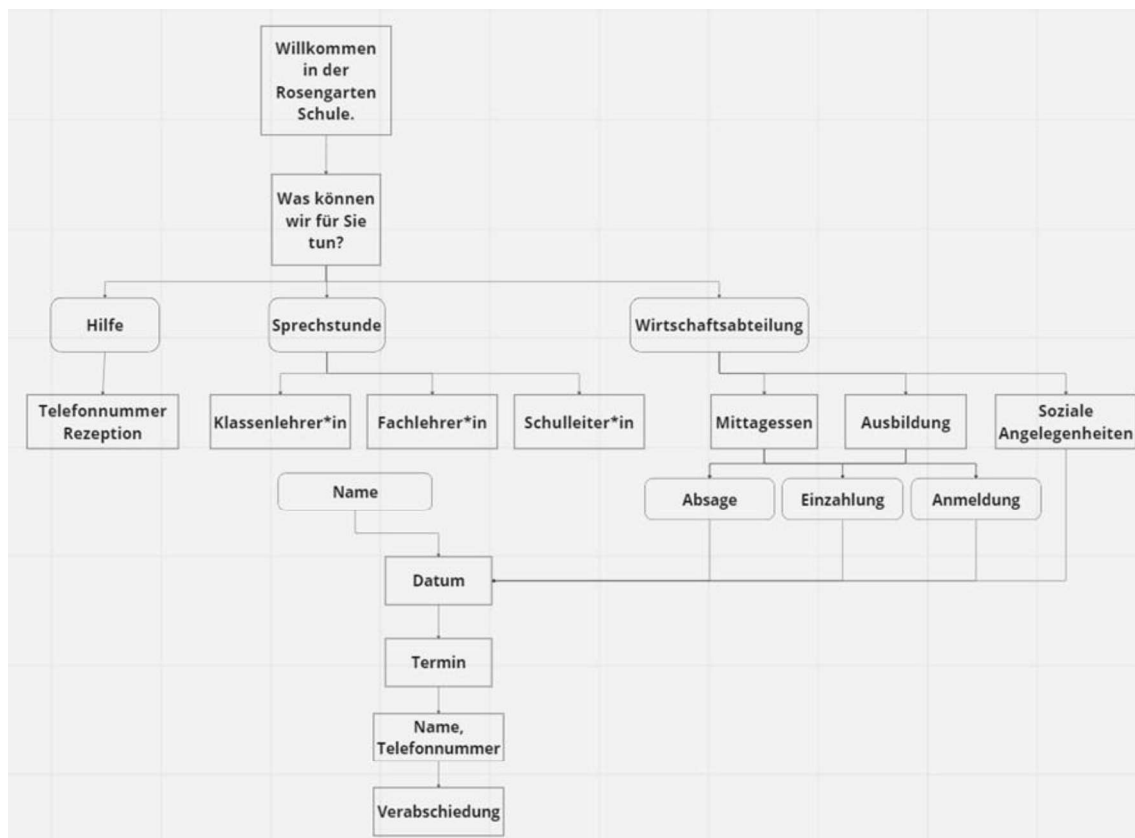 Willkommen
in der
Rosengarten
Schule.
Was können
wir für Sie
tun?
Hilfe
Sprechstunde
Wirtschaftsabteilung
Telefonnummer
Rezeption
Klassenlehrer*in
Fachlehrer*in
Schulleiter*in
Mittagessen
Ausbildung
Soziale
Angelegenheiten
Name
Absage
Einzahlung
Anmeldung
Datum
Termin
Name,
Telefonnummer
Verabschiedung